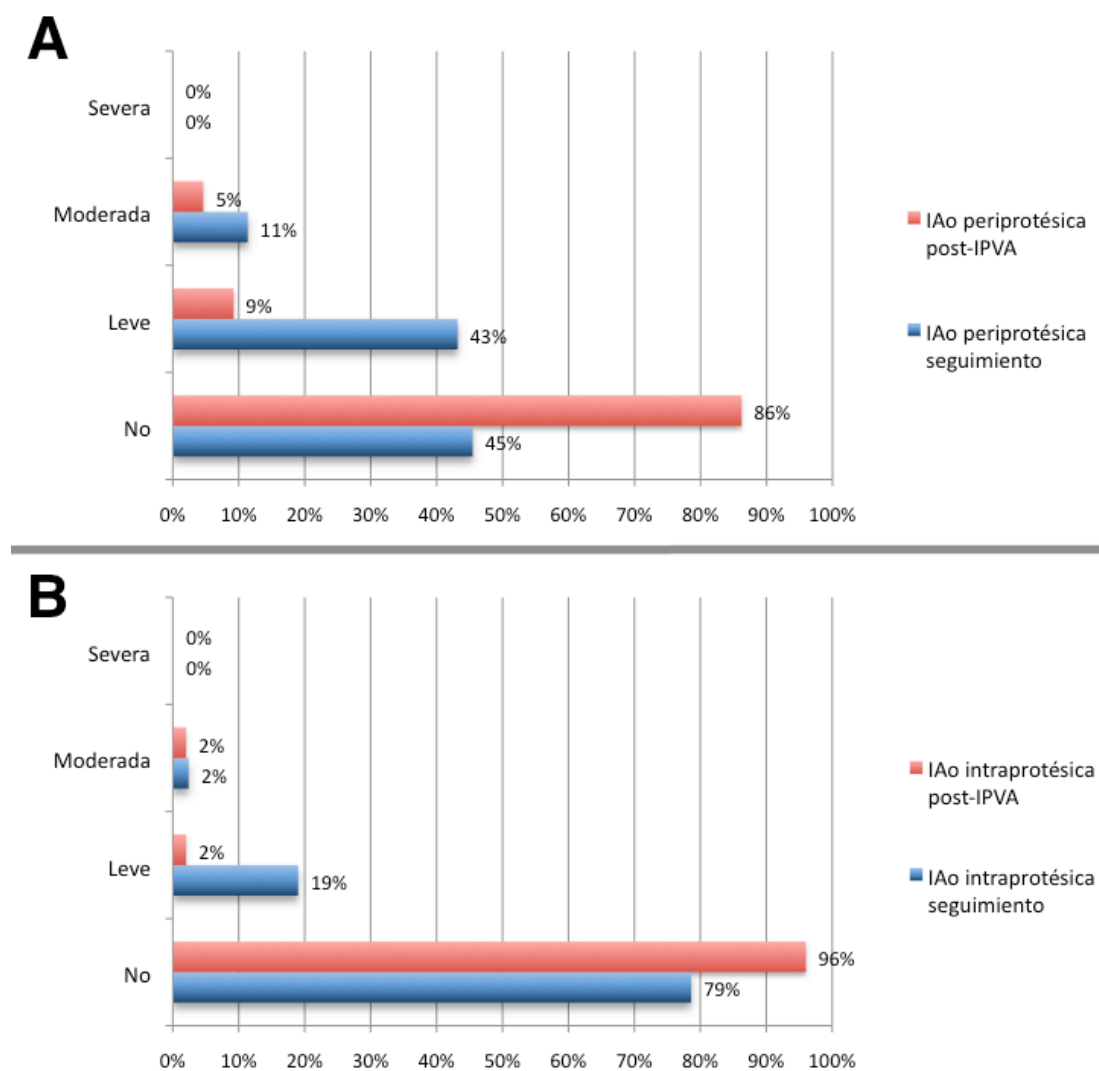 A
Severa
0%
0%
Moderada
5%
11%
Leve
9%
43%
No
86%
45%
0% 10% 20% 30% 40% 50% 60% 70% 80% 90% 100%
IAo periprotésica
post-IPVA
IAo periprotésica
seguimiento
B
Severa
0%
0%
Moderada
2%
2%
Leve
2%
19%
No
96%
79%
0% 10% 20% 30% 40% 50% 60% 70% 80% 90% 100%
IAo intraprotésica
post-IPVA
IAo intraprotésica
seguimiento